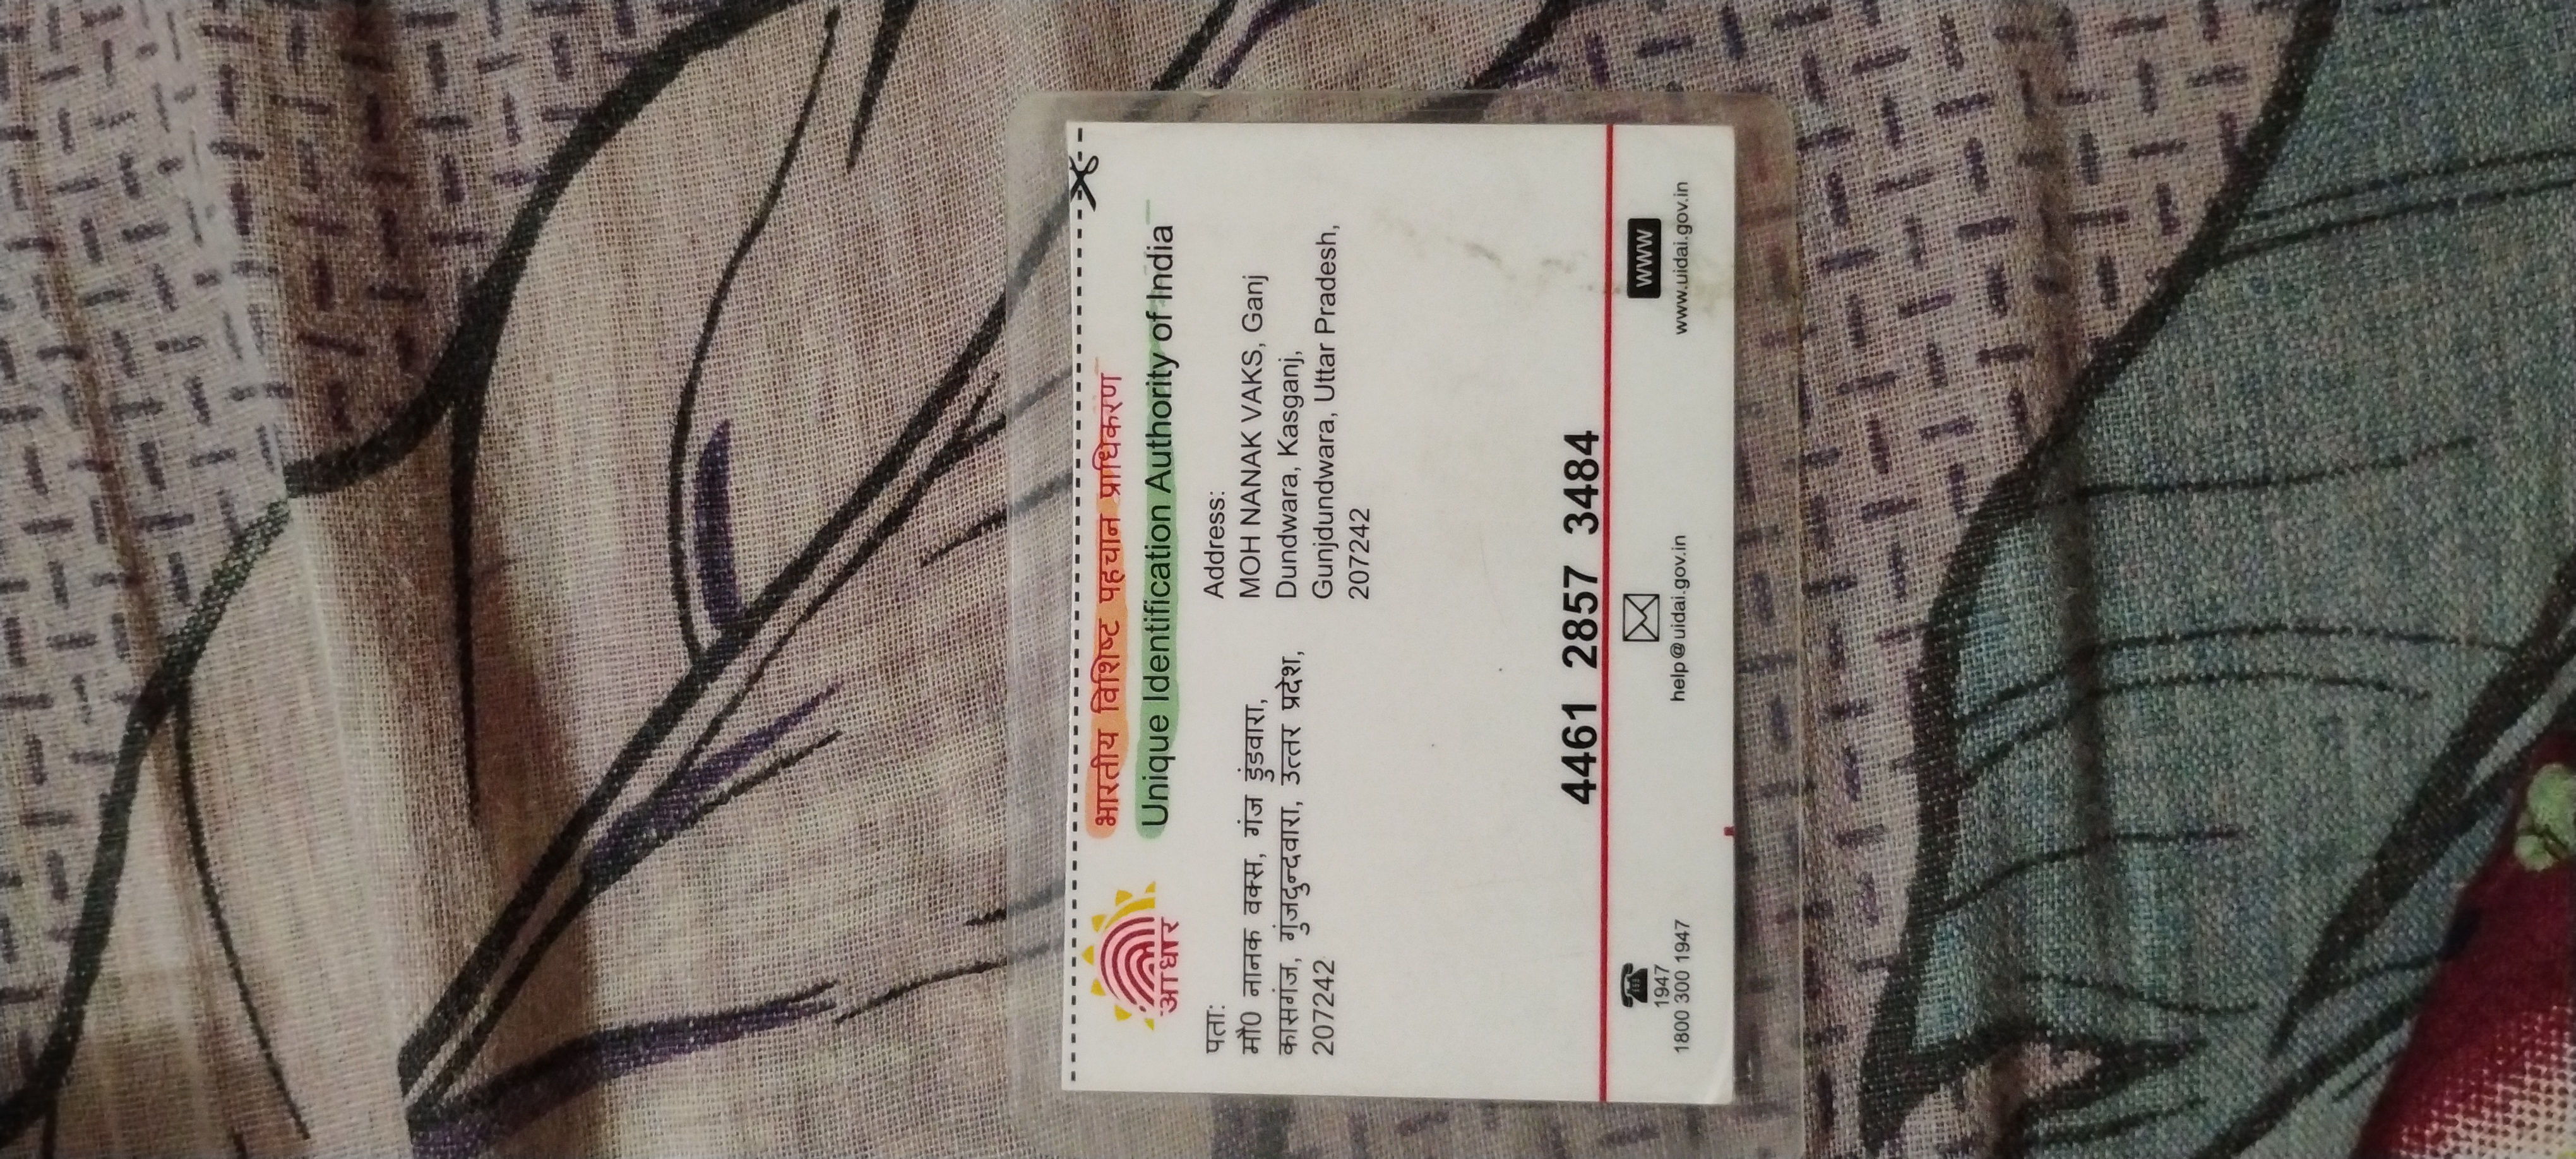 आधार
भारतीय विशिष्ट पहचान प्राधिकरण
Unique Identification Authority of India
पता:
मौ0 नानक वक्स, गंज डुंडवारा,
कासगंज, गुंजदुन्दवारा, उत्तर प्रदेश,
207242
Address:
MOH NANAK VAKS, Ganj
Dundwara, Kasganj,
Gunjdundwara, Uttar Pradesh,
207242
4461 2857 3484
1947
1800 300 1947
help@uidai.gov.in
WWW
www.uidai.gov.in